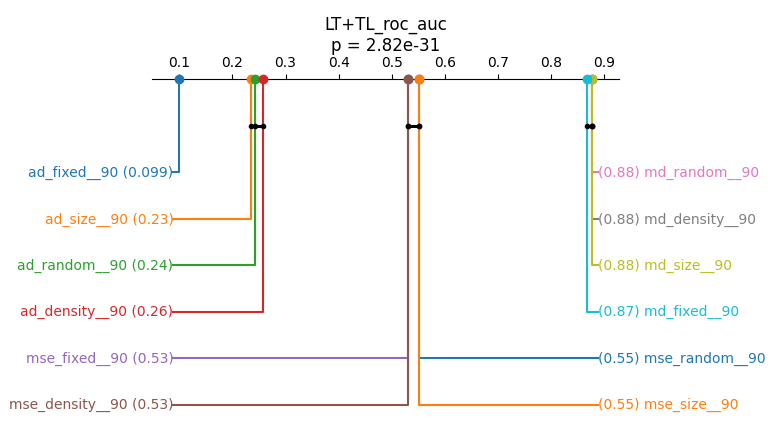 LT+TL_roc_auc
p = 2.82e-31
0.1 0.2 0.3 0.4 0.5 0.6 0.7 0.8 0.9
ad_fixed__90 (0.099) (0.88) md_random__90
ad_size__90 (0.23) (0.88) md_density__90
ad_random__90 (0.24) (0.88) md_size__90
ad_density__90 (0.26) (0.87) md_fixed__90
mse_fixed__90 (0.53) (0.55) mse_random__90
mse_density__90 (0.53) (0.55) mse_size__90